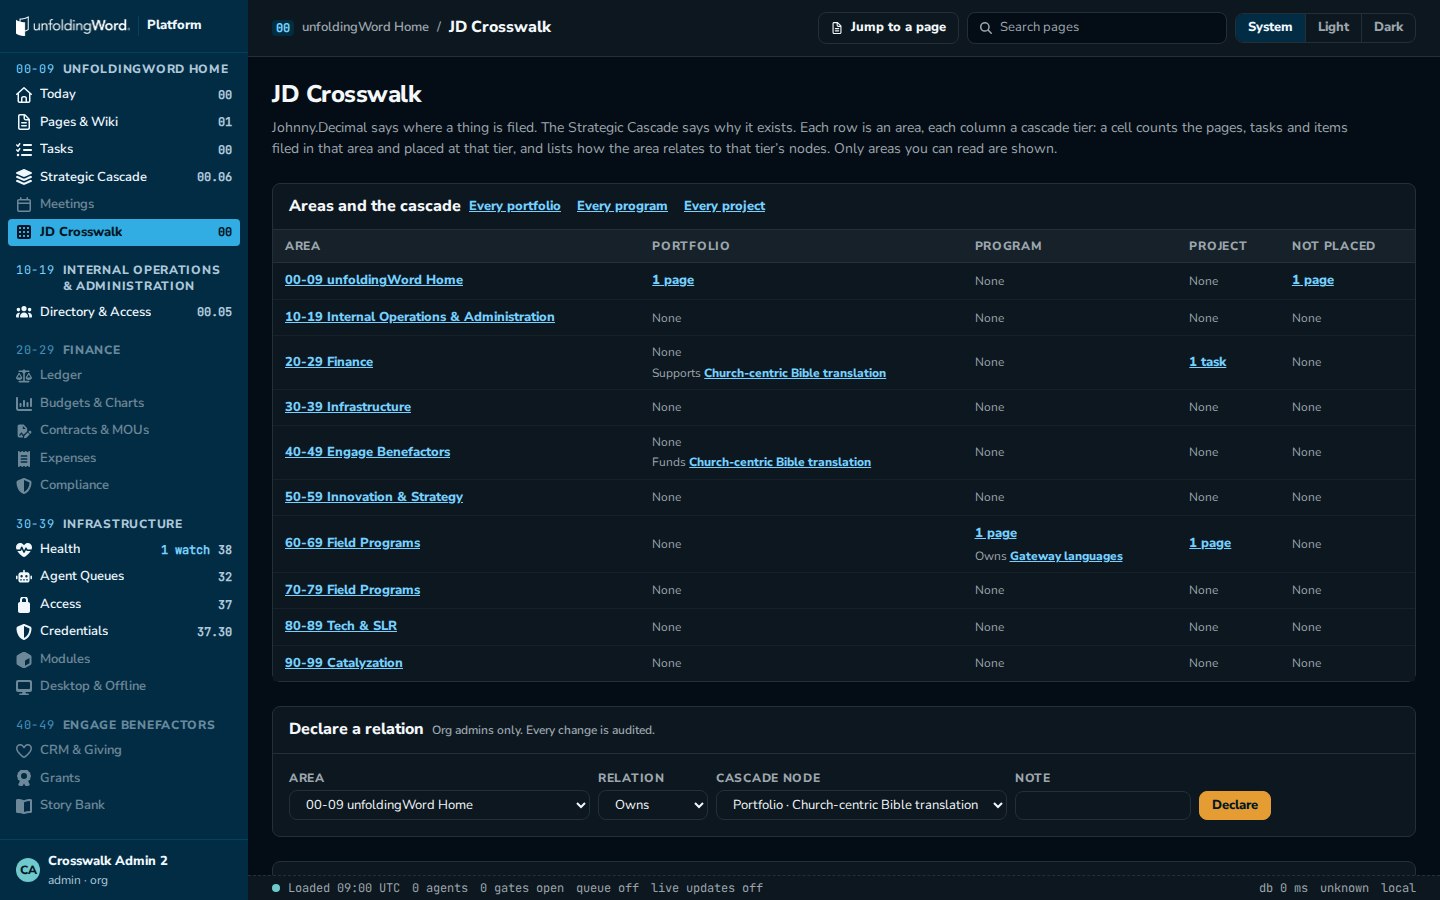 unfoldingWord. Platform
00-09 UNFOLDINGWORD HOME
Today 00
Pages & Wiki 01
Tasks 00
Strategic Cascade 00.06
Meetings
JD Crosswalk 00
10-19 INTERNAL OPERATIONS
& ADMINISTRATION
Directory & Access 00.05
20-29 FINANCE
Ledger
Budgets & Charts
Contracts & MOUs
Expenses
Compliance
30-39 INFRASTRUCTURE
Health 1 watch 38
Agent Queues 32
Access 37
Credentials 37.30
Modules
Desktop & Offline
40-49 ENGAGE BENEFACTORS
CRM & Giving
Grants
Story Bank
CA Crosswalk Admin 2
admin · org
00 unfoldingWord Home / JD Crosswalk
Jump to a page
Search pages
System Light Dark
JD Crosswalk
Johnny.Decimal says where a thing is filed. The Strategic Cascade says why it exists. Each row is an area, each column a cascade tier: a cell counts the pages, tasks and items
filed in that area and placed at that tier, and lists how the area relates to that tier's nodes. Only areas you can read are shown.
Areas and the cascade Every portfolio Every program Every project
AREA PORTFOLIO PROGRAM PROJECT NOT PLACED
00-09 unfoldingWord Home 1 page None None 1 page
10-19 Internal Operations & Administration None None None None
20-29 Finance None None 1 task None
Supports Church-centric Bible translation
30-39 Infrastructure None None None None
40-49 Engage Benefactors None None None None
Funds Church-centric Bible translation
50-59 Innovation & Strategy None None None None
60-69 Field Programs None 1 page 1 page None
Owns Gateway languages
70-79 Field Programs None None None None
80-89 Tech & SLR None None None None
90-99 Catalyzation None None None None
Declare a relation Org admins only. Every change is audited.
AREA RELATION CASCADE NODE NOTE
00-09 unfoldingWord Home Owns Portfolio · Church-centric Bible translation Declare
Loaded 09:00 UTC 0 agents 0 gates open queue off live updates off db 0 ms unknown local